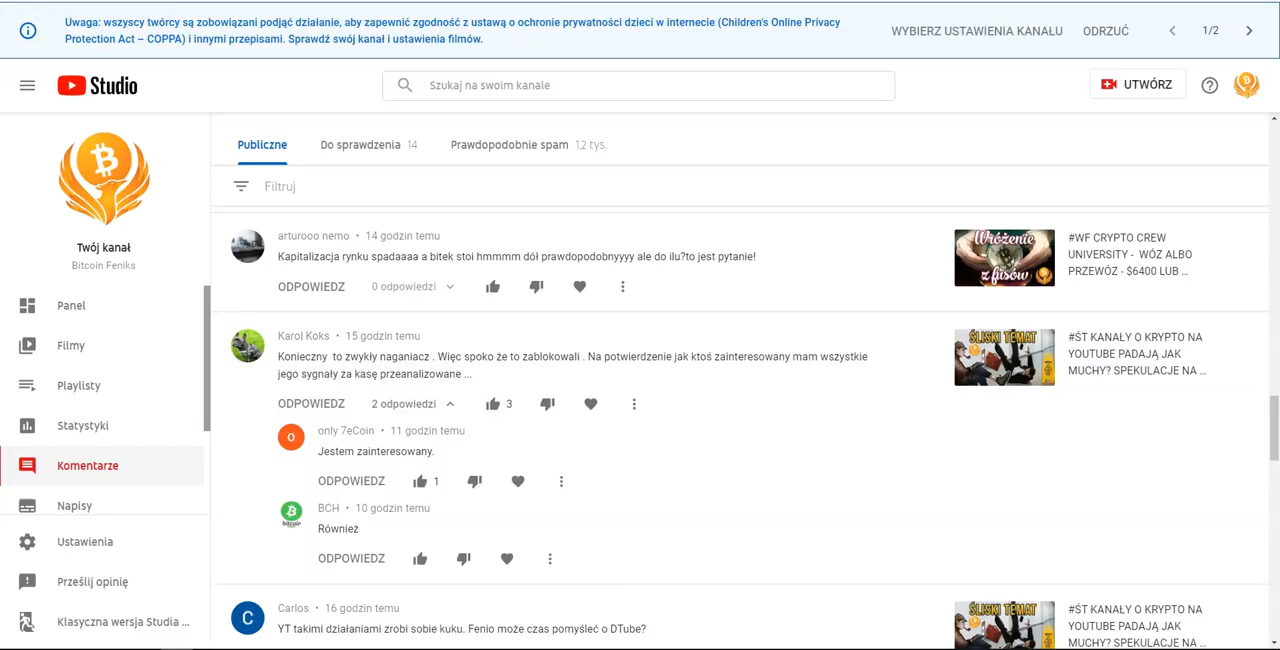 Uwaga: wszyscy twórcy są zobowiązani podjąć działanie, aby zapewnić zgodność z ustawą o ochronie prywatności dzieci w internecie (Children's Online Privacy
Protection Act – COPPA) i innymi przepisami. Sprawdź swój kanał i ustawienia filmów.
WYBIERZ USTAWIENIA KANAŁU
ODRZUĆ
1/2
Studio
Szukaj na swoim kanale
UTWÓRZ
Twój kanał
Bitcoin Feniks
Panel
Filmy
Playlisty
Statystyki
Komentarze
Napisy
Ustawienia
Prześlij opinię
Klasyczna wersja Studia ...
Publiczne
Do sprawdzenia 14
Prawdopodobnie spam 1,2 tys.
Filtruj
arturooo nemo • 14 godzin temu
Kapitalizacja rynku spadaaaa a bitek stoi hmmmm dół prawdopodobnyyyy ale do ilu?to jest pytanie!
ODPOWIEDZ
0 odpowiedzi
Wróżenie
z fisów
#WF CRYPTO CREW
UNIVERSITY - WÓZ ALBO
PRZEWÓZ - $6400 LUB ...
Karol Koks • 15 godzin temu
Konieczny to zwykły naganiacz . Więc spoko że to zablokowali . Na potwierdzenie jak ktoś zainteresowany mam wszystkie
jego sygnały za kasę przeanalizowane ...
ODPOWIEDZ
2 odpowiedzi
3
ŚLISKI TEMAT
#ŚT KANAŁY O KRYPTO NA
YOUTUBE PADAJĄ JAK
MUCHY? SPEKULACJE NA ...
O
only 7eCoin • 11 godzin temu
Jestem zainteresowany.
ODPOWIEDZ
1
bitcoin
BCH • 10 godzin temu
Również
ODPOWIEDZ
C
Carlos • 16 godzin temu
YT takimi działaniami zrobi sobie kuku. Fenio może czas pomyśleć o DTube?
ŚLISKI TEMAT
#ŚT KANAŁY O KRYPTO NA
YOUTUBE PADAJĄ JAK
MUCHY? SPEKULACJE NA ...